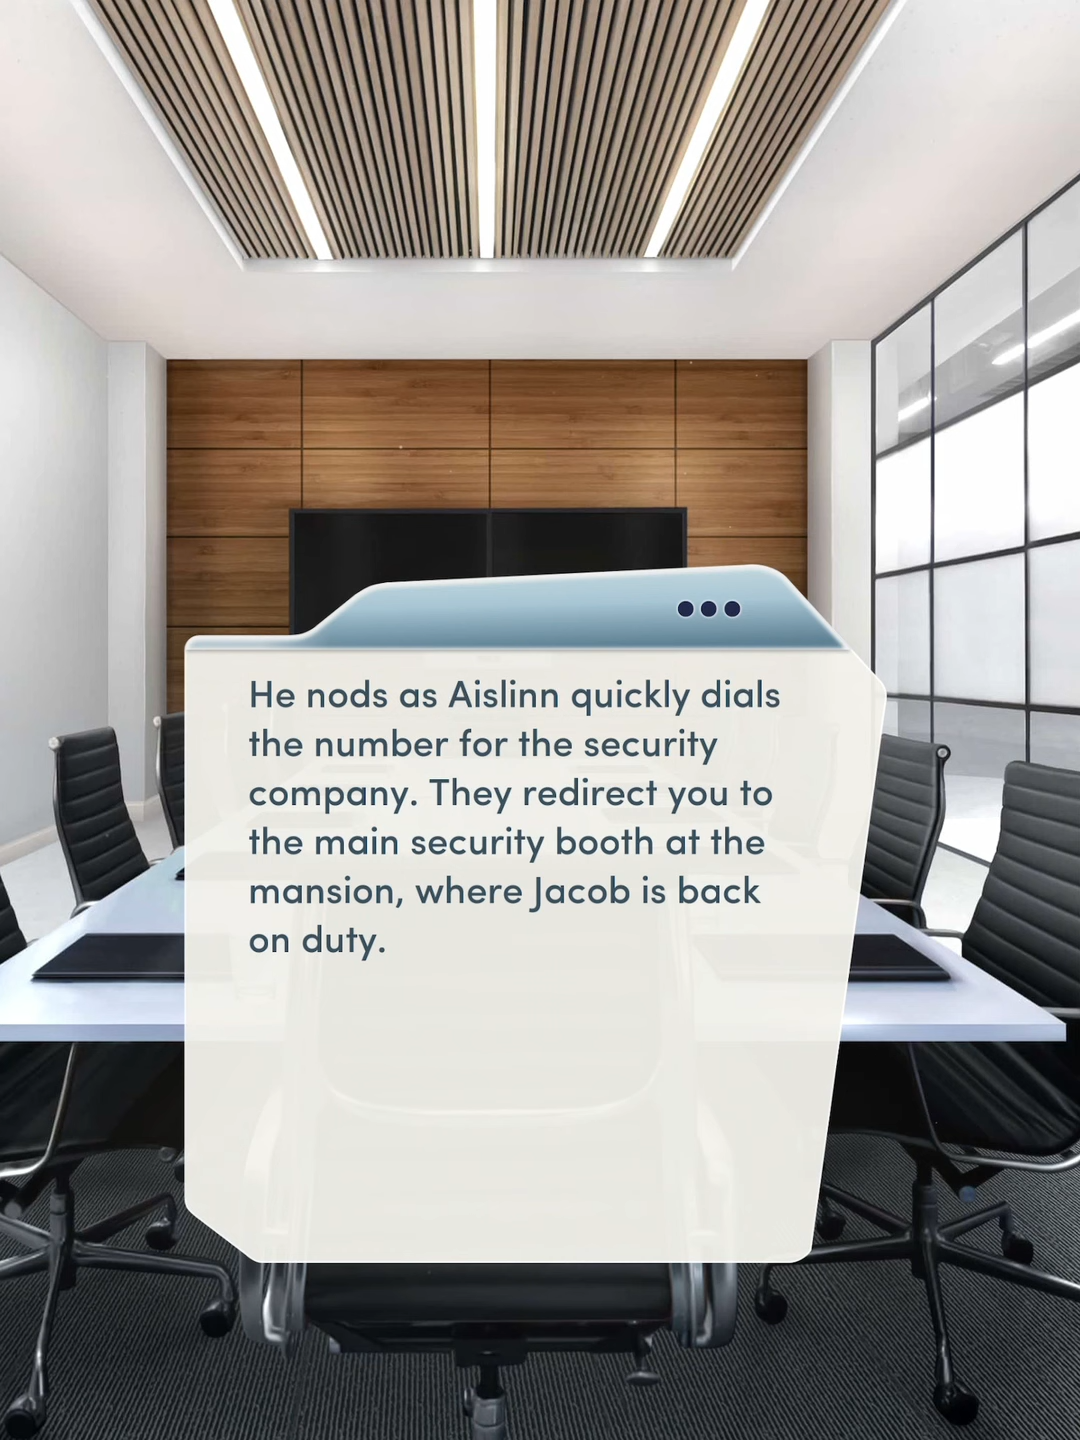 He nods as Aislinn quickly dials
the number for the security
company. They redirect you to
the main security booth at the
mansion, where Jacob is back
on duty.